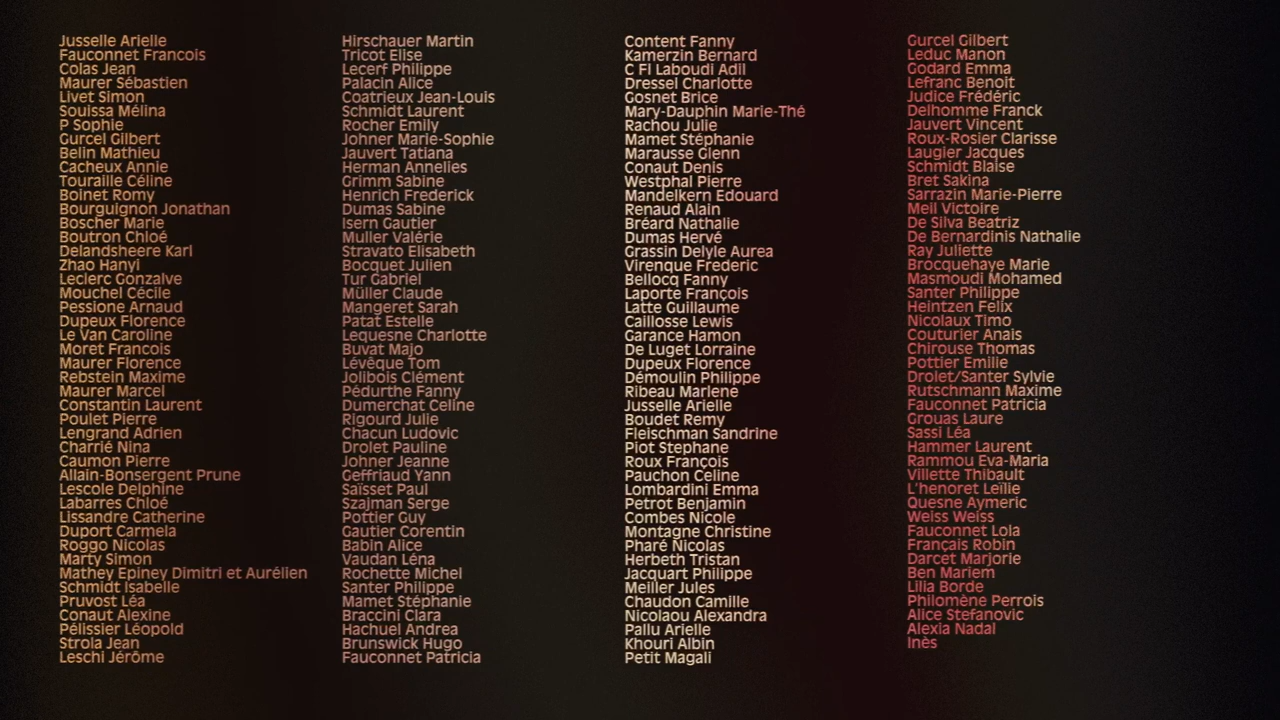 Jusselle Arielle
Fauconnet Francois
Colas Jean
Maurer Sébastien
Livet Simon
Souissa Mélina
P Sophie
Gurcel Gilbert
Belin Mathieu
Cacheux Annie
Touraille Céline
Boinet Romy
Bourguignon Jonathan
Boscher Marie
Boutron Chloé
Delandsheere Karl
Zhao Hanyi
Leclerc Gonzalve
Mouchel Cécile
Pessione Arnaud
Dupeux Florence
Le Van Caroline
Moret Francois
Maurer Florence
Rebstein Maxime
Maurer Marcel
Constantin Laurent
Poulet Pierre
Lengrand Adrien
Charrié Nina
Caumon Pierre
Allain-Bonsergent Prune
Lescole Delphine
Labarres Chloé
Lissandre Catherine
Duport Carmela
Roggo Nicolas
Marty Simon
Mathey Epiney Dimitri et Aurélien
Schmidt Isabelle
Pruvost Léa
Conaut Alexine
Pélissier Léopold
Strola Jean
Leschi Jérôme
Hirschauer Martin
Tricot Elise
Lecerf Philippe
Palacin Alice
Coatrieux Jean-Louis
Schmidt Laurent
Rocher Emily
Johner Marie-Sophie
Jauvert Tatiana
Herman Annelies
Grimm Sabine
Henrich Frederick
Dumas Sabine
Isern Gautier
Muller Valérie
Stravato Elisabeth
Bocquet Julien
Tur Gabriel
Müller Claude
Mangeret Sarah
Patat Estelle
Lequesne Charlotte
Buvat Majo
Lévêque Tom
Jolibois Clément
Pédurthe Fanny
Dumerchat Celine
Rigourd Julie
Chacun Ludovic
Drolet Pauline
Johner Jeanne
Geffriaud Yann
Saïsset Paul
Szajman Serge
Pottier Guy
Gautier Corentin
Babin Alice
Vaudan Léna
Rochette Michel
Santer Philippe
Mamet Stéphanie
Braccini Clara
Hachuel Andrea
Brunswick Hugo
Fauconnet Patricia
Content Fanny
Kamerzin Bernard
C Fl Laboudi Adil
Dressel Charlotte
Gosnet Brice
Mary-Dauphin Marie-Thé
Rachou Julie
Mamet Stéphanie
Marausse Glenn
Conaut Denis
Westphal Pierre
Mandelkern Edouard
Renaud Alain
Bréard Nathalie
Dumas Hervé
Grassin Delyle Aurea
Virenque Frederic
Bellocq Fanny
Laporte François
Latte Guillaume
Caillosse Lewis
Garance Hamon
De Luget Lorraine
Dupeux Florence
Démoulin Philippe
Ribeau Marlene
Jusselle Arielle
Boudet Remy
Fleischman Sandrine
Piot Stephane
Roux François
Pauchon Celine
Lombardini Emma
Petrot Benjamin
Combes Nicole
Montagne Christine
Pharé Nicolas
Herbeth Tristan
Jacquart Philippe
Meiller Jules
Chaudon Camille
Nicolaou Alexandra
Pallu Arielle
Khouri Albin
Petit Magali
Gurcel Gilbert
Leduc Manon
Godard Emma
Lefranc Benoit
Judice Frédéric
Delhomme Franck
Jauvert Vincent
Roux-Rosier Clarisse
Laugier Jacques
Schmidt Blaise
Bret Sakina
Sarrazin Marie-Pierre
Meil Victoire
De Silva Beatriz
De Bernardinis Nathalie
Ray Juliette
Brocquehaye Marie
Masmoudi Mohamed
Santer Philippe
Heintzen Felix
Nicolaux Timo
Couturier Anais
Chirouse Thomas
Pottier Emilie
Drolet/Santer Sylvie
Rutschmann Maxime
Fauconnet Patricia
Grouas Laure
Sassi Léa
Hammer Laurent
Rammou Eva-Maria
Villette Thibault
L'henoret Leïlie
Quesne Aymeric
Weiss Weiss
Fauconnet Lola
Français Robin
Darcet Marjorie
Ben Mariem
Lilia Borde
Philomène Perrois
Alice Stefanovic
Alexia Nadal
Inès